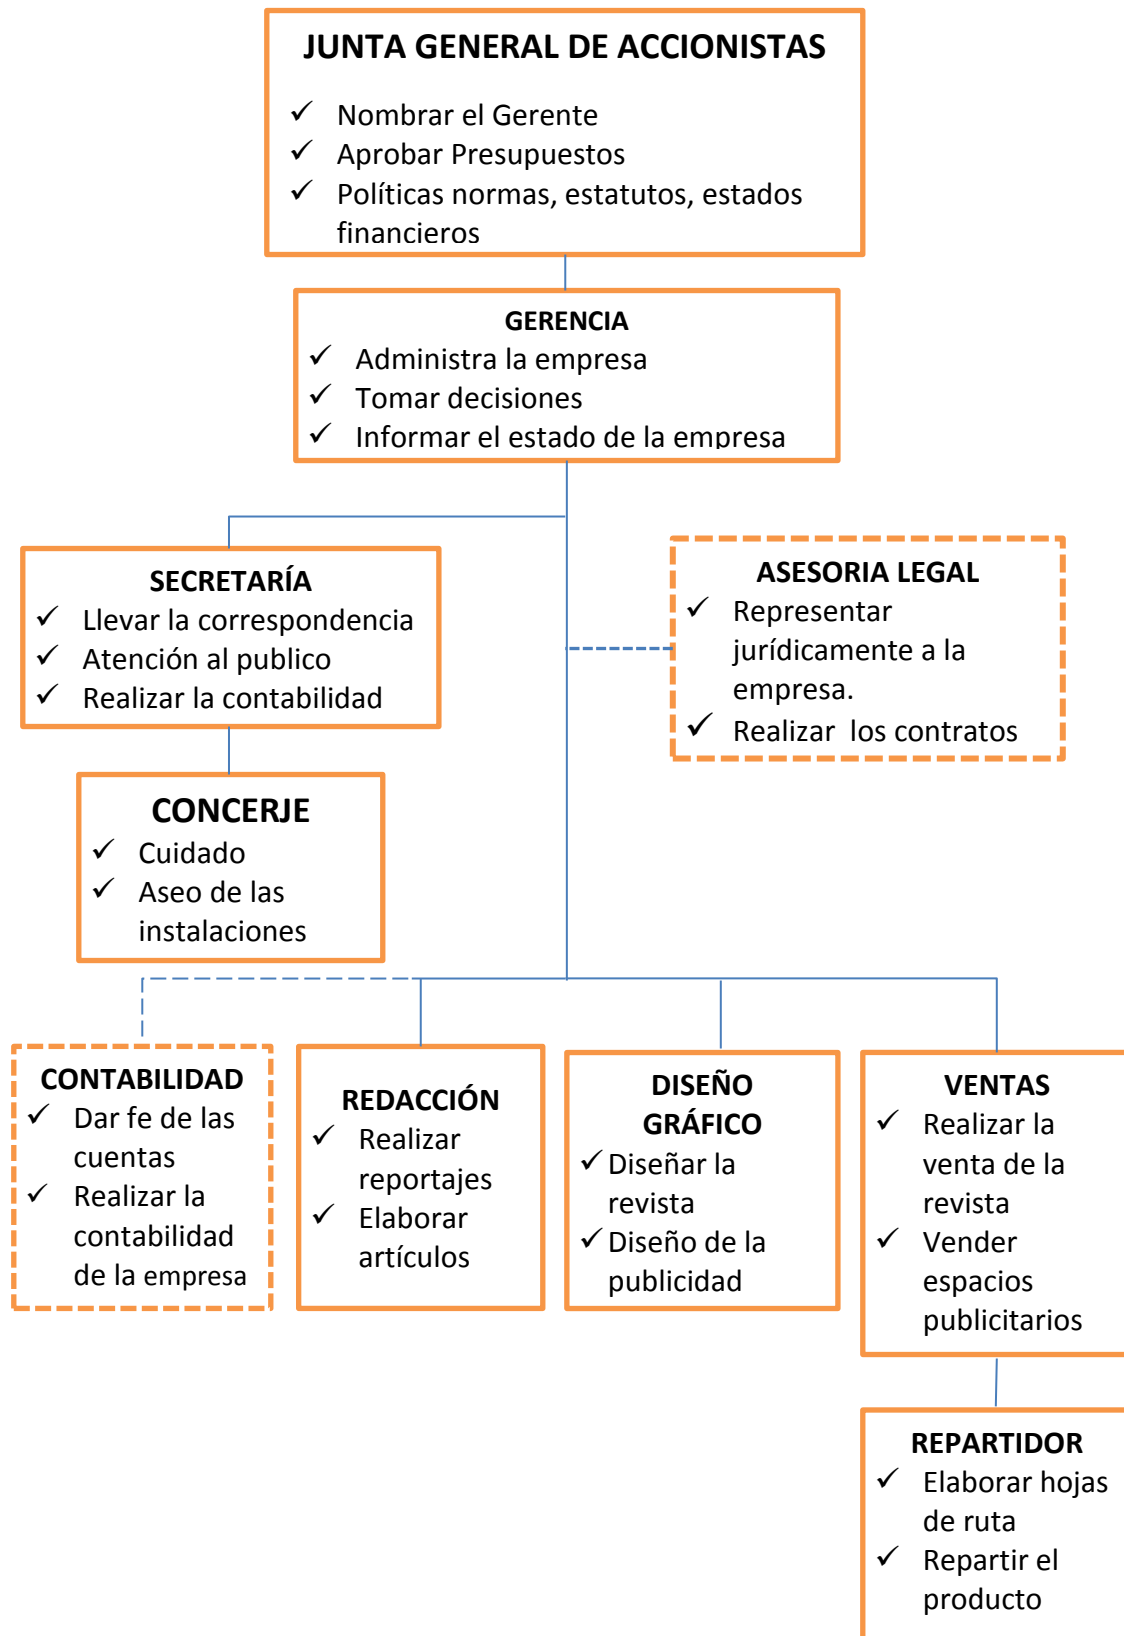 JUNTA GENERAL DE ACCIONISTAS
✓ Nombrar el Gerente
✓ Aprobar Presupuestos
✓ Políticas normas, estatutos, estados
financieros
GERENCIA
✓ Administra la empresa
✓ Tomar decisiones
✓ Informar el estado de la empresa
SECRETARÍA
✓ Llevar la correspondencia
✓ Atención al publico
✓ Realizar la contabilidad
ASESORIA LEGAL
✓ Representar
jurídicamente a la
empresa.
✓ Realizar los contratos
CONCERJE
✓ Cuidado
✓ Aseo de las
instalaciones
CONTABILIDAD
✓ Dar fe de las
cuentas
✓ Realizar la
contabilidad
de la empresa
REDACCIÓN
✓ Realizar
reportajes
✓ Elaborar
artículos
DISEÑO
GRÁFICO
✓ Diseñar la
revista
✓ Diseño de la
publicidad
VENTAS
✓ Realizar la
venta de la
revista
✓ Vender
espacios
publicitarios
REPARTIDOR
✓ Elaborar hojas
de ruta
✓ Repartir el
producto